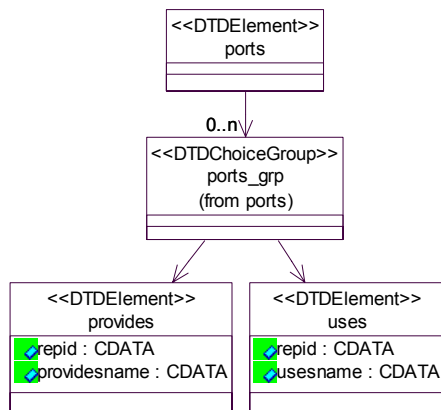 <<DTDElement>>
ports
0..n
<<DTDChoiceGroup>>
ports_grp
(from ports)
<<DTDElement>>
provides
repid : CDATA
providesname : CDATA
<<DTDElement>>
uses
repid : CDATA
usesname : CDATA